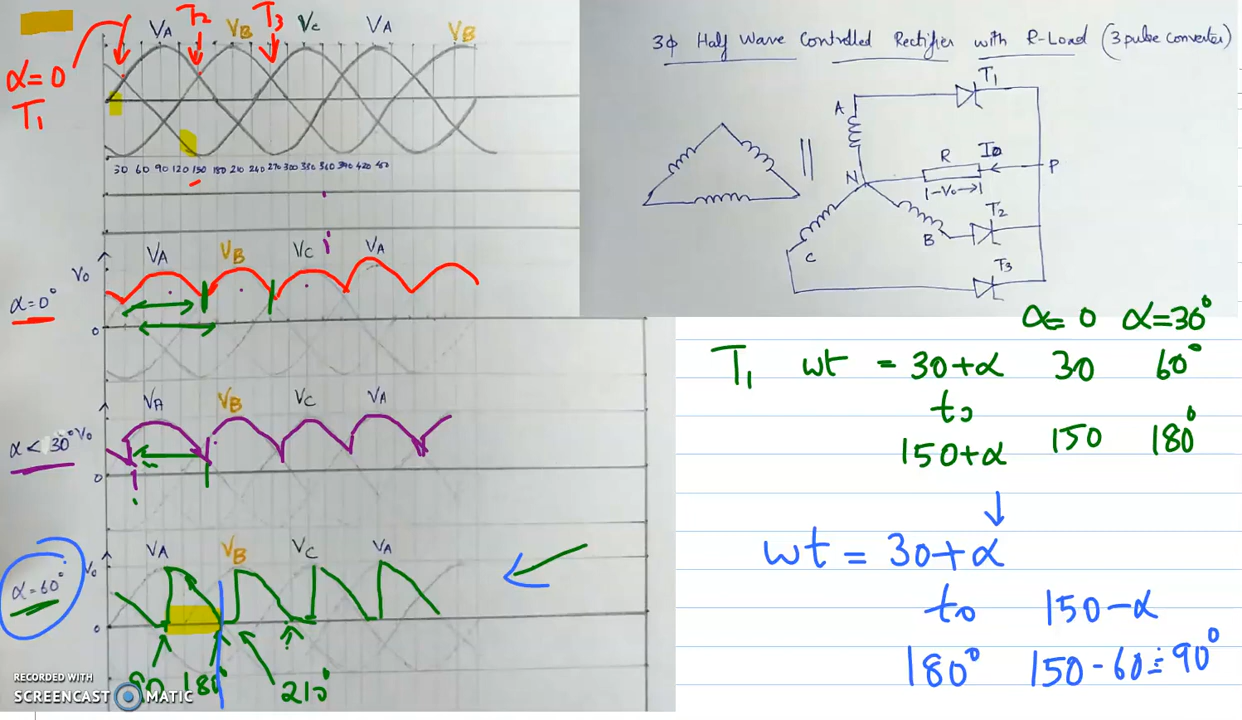 α=0
T1
T2
T3
VA VB Vc VA VB
30 60 90 120 150 180 210 240 270 300 330 360 390 420 450
3Φ Half Wave Controlled Rectifier with R-Load (3 pulse converter)
T1
A
R I0
N P
-V0→
T2
B
C
T3
V0 VA VB VC VA
α=0°
0
VA VB VC VA
α<30° V0
0
VA VB VC VA
α=60° V0
0
90 180° 210°
α=0 α=30°
T1 wt = 30+α 30 60°
to
150+α 150 180°
wt = 30+α
to 150-α
180° 150-60=90°
RECORDED WITH
SCREENCAST MATIC